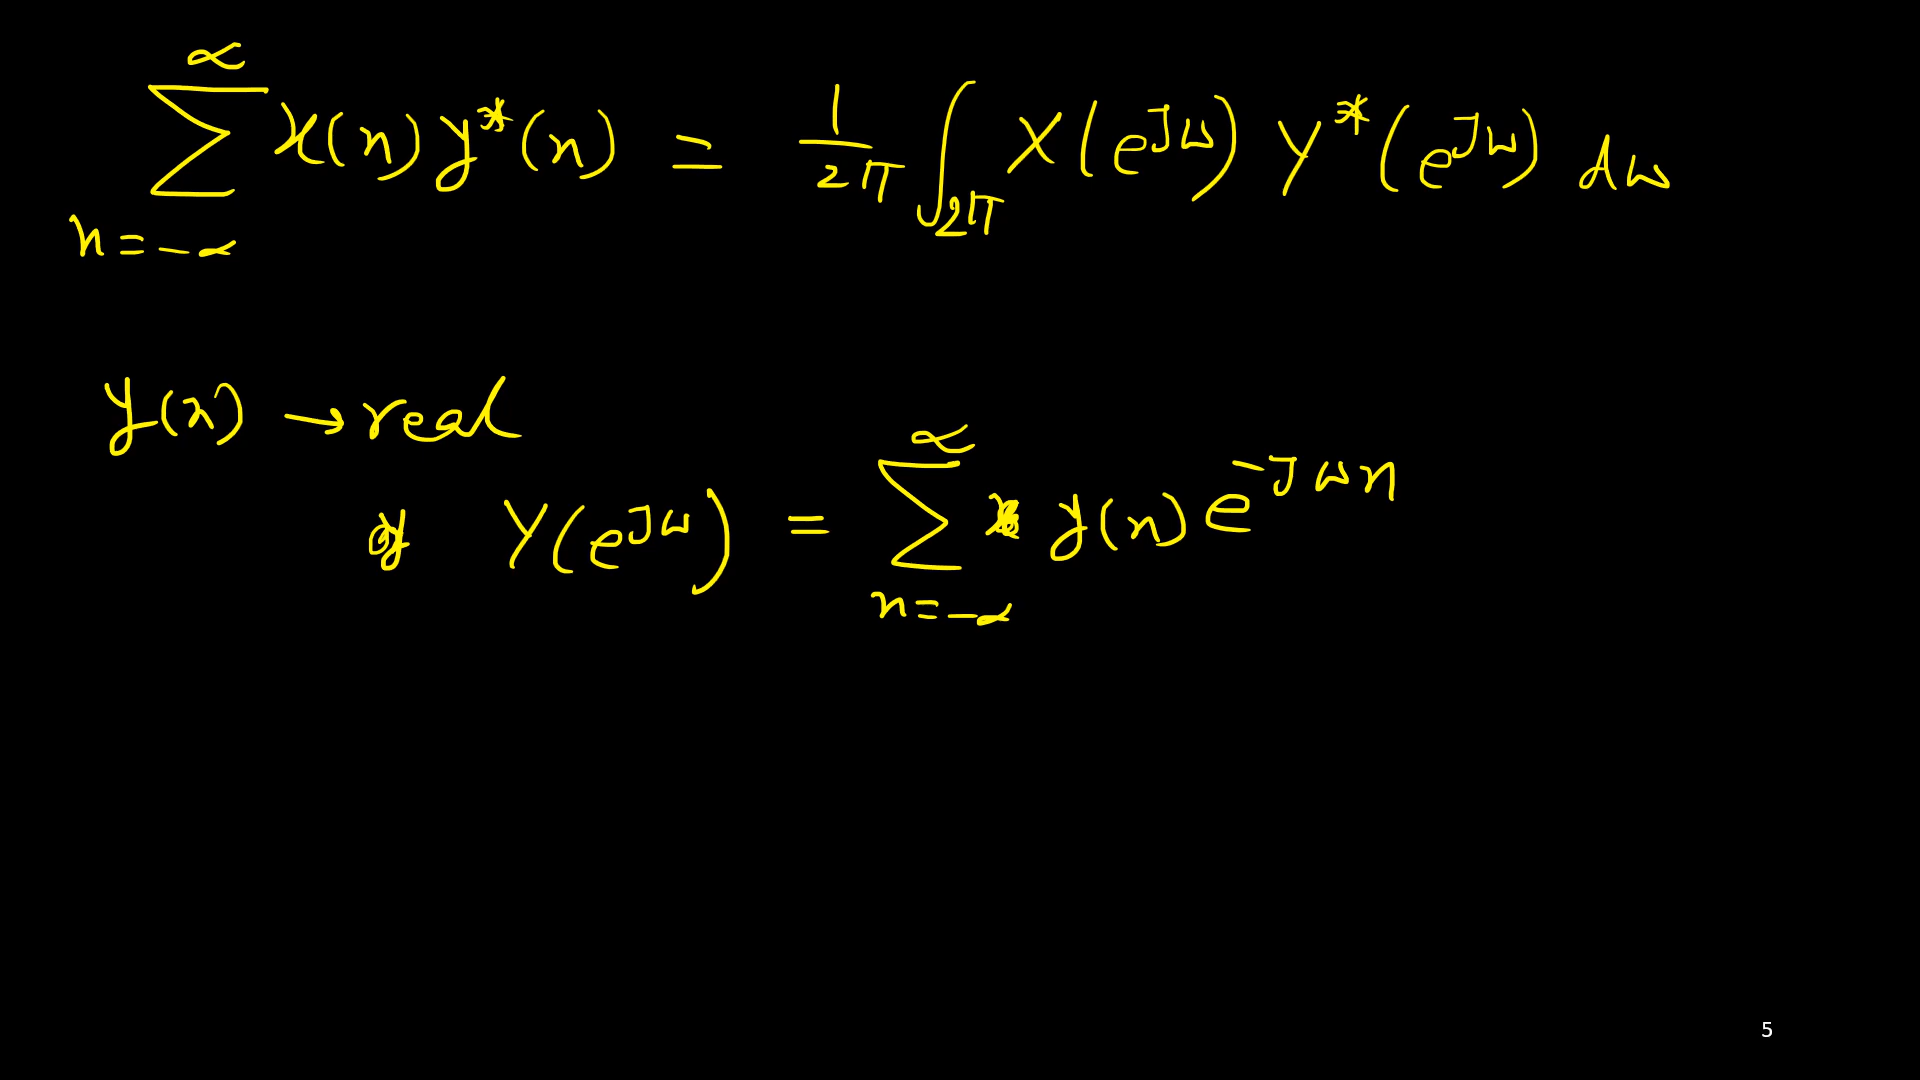 ∑_{n=-∝}^{∝} x(n) y*(n) = 1/2π ∫_{2π} X(e^{jω}) Y*(e^{jω}) dω
y(n) → real
Y(e^{jω}) = ∑_{n=-∝}^{∝} y(n) e^{-jωn}
5